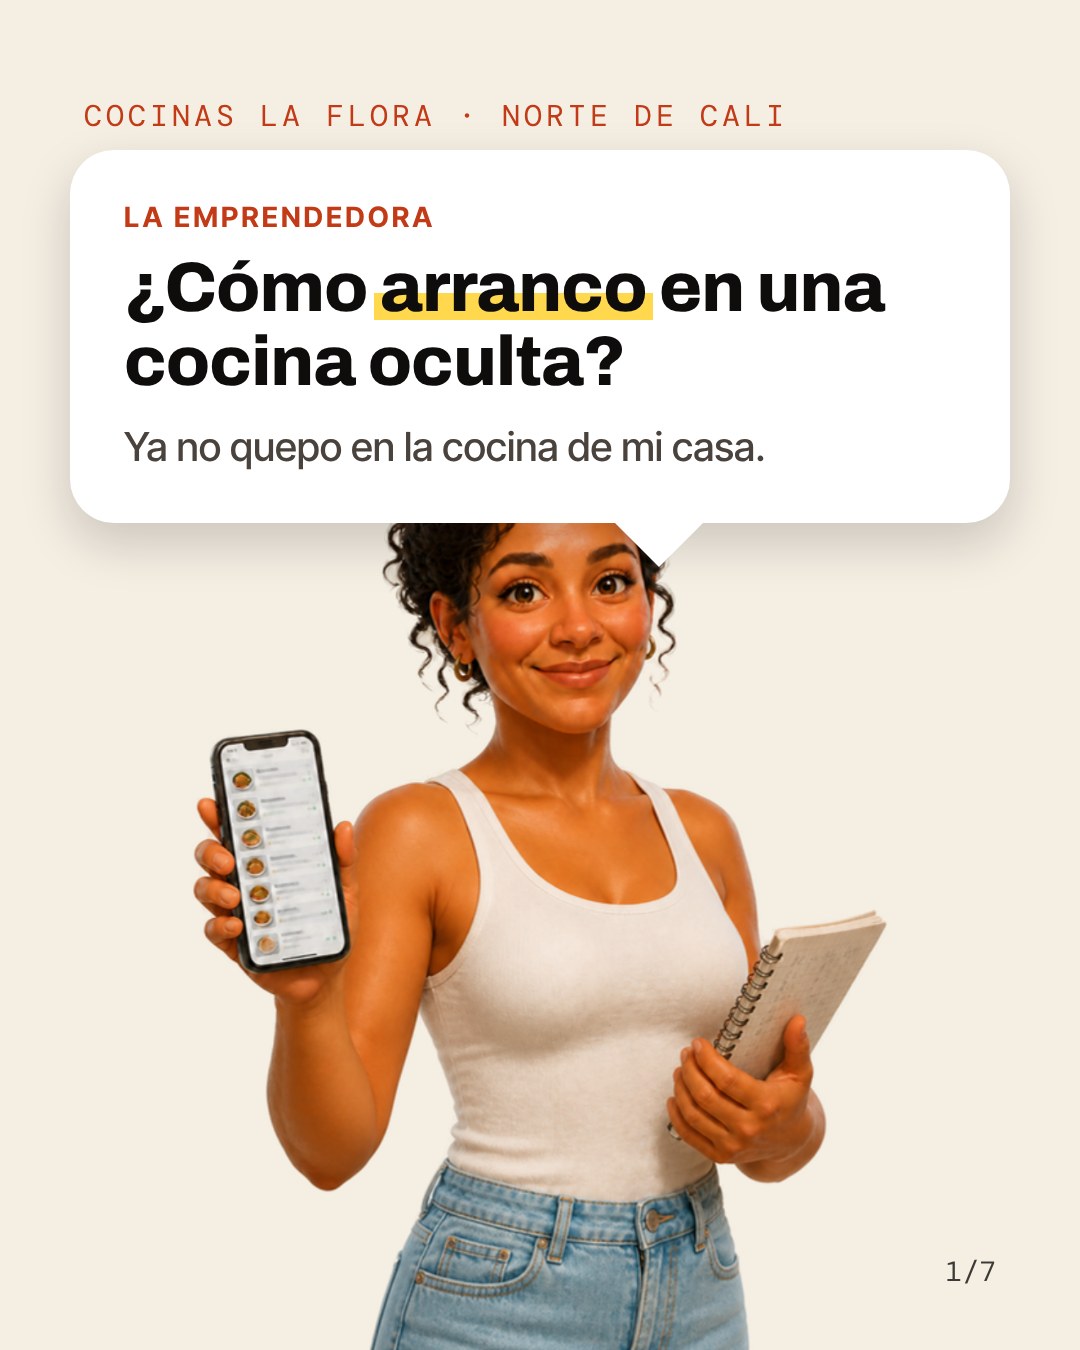 COCINAS LA FLORA · NORTE DE CALI
LA EMPRENDEDORA
¿Cómo arranco en una
cocina oculta?
Ya no quepo en la cocina de mi casa.
1/7